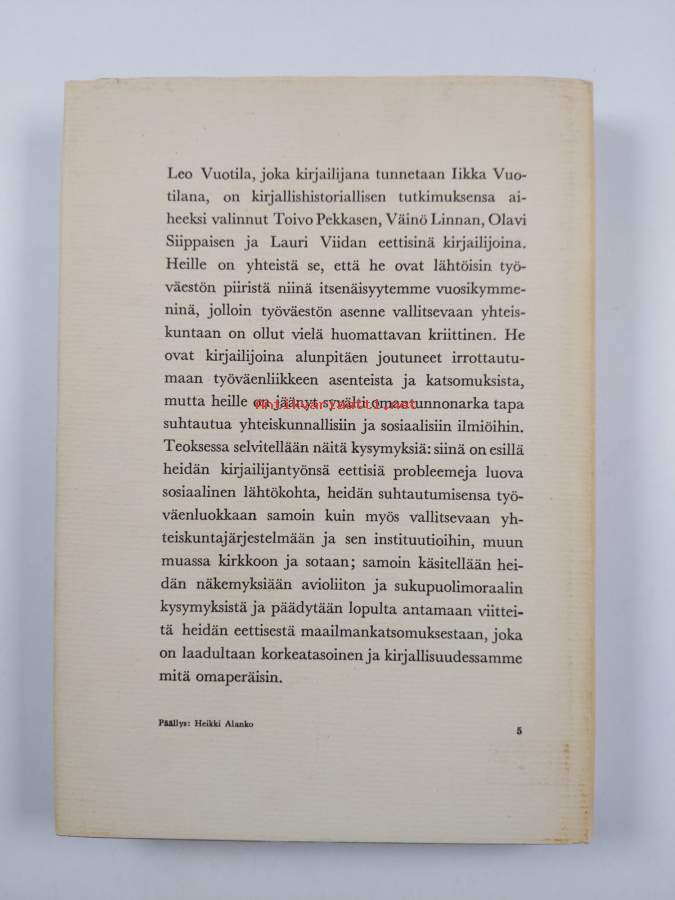 Leo Vuotila, joka kirjailijana tunnetaan Iikka Vuo-
tilana, on kirjallishistoriallisen tutkimuksensa ai-
heeksi valinnut Toivo Pekkasen, Väinö Linnan, Olavi
Siippaisen ja Lauri Viidan eettisinä kirjailijoina.
Heille on yhteistä se, että he ovat lähtöisin työ-
väestön piiristä niinä itsenäisyytemme vuosikymme-
ninä, jolloin työväestön asenne vallitsevaan yhteis-
kuntaan on ollut vielä huomattavan kriittinen. He
ovat kirjailijoina alunpitäen joutuneet irrottautu-
maan työväenliikkeen asenteista ja katsomuksista,
mutta heille on jäänyt syvälti omantunnonarka tapa
Antikvariaatti.net
suhtautua yhteiskunnallisiin ja sosiaalisiin ilmiöihin.
Teoksessa selvitellään näitä kysymyksiä: siinä on esillä
heidän kirjailijantyönsä eettisiä probleemeja luova
sosiaalinen lähtökohta, heidän suhtautumisensa työ-
väenluokkaan samoin kuin myös vallitsevaan yh-
teiskuntajärjestelmään ja sen instituutioihin, muun
muassa kirkkoon ja sotaan; samoin käsitellään hei-
dän näkemyksiään avioliiton ja sukupuolimoraalin
kysymyksistä ja päädytään lopulta antamaan viittei-
tä heidän eettisestä maailmankatsomuksestaan, joka
on laadultaan korkeatasoinen ja kirjallisuudessamme
mitä omaperäisin.
Päällys: Heikki Alanko
5